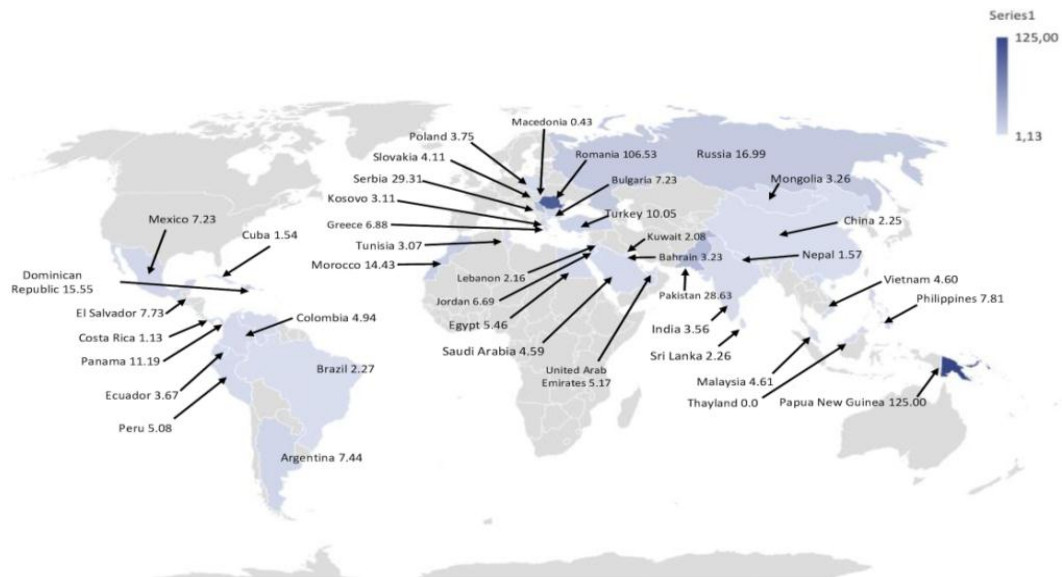 Series1
125,00
1,13
Macedonia 0.43
Poland 3.75
Slovakia 4.11
Romania 106.53
Russia 16.99
Serbia 29.31
Bulgaria 7.23
Mongolia 3.26
Kosovo 3.11
Mexico 7.23
Greece 6.88
Turkey 10.05
China 2.25
Cuba 1.54
Tunisia 3.07
Kuwait 2.08
Morocco 14.43
Bahrain 3.23
Nepal 1.57
Dominican
Republic 15.55
Lebanon 2.16
Vietnam 4.60
Jordan 6.69
Pakistan 28.63
Philippines 7.81
El Salvador 7.73
Colombia 4.94
Egypt 5.46
India 3.56
Costa Rica 1.13
Saudi Arabia 4.59
Sri Lanka 2.26
Panama 11.19
Brazil 2.27
United Arab
Emirates 5.17
Malaysia 4.61
Ecuador 3.67
Thayland 0.0
Papua New Guinea 125.00
Peru 5.08
Argentina 7.44